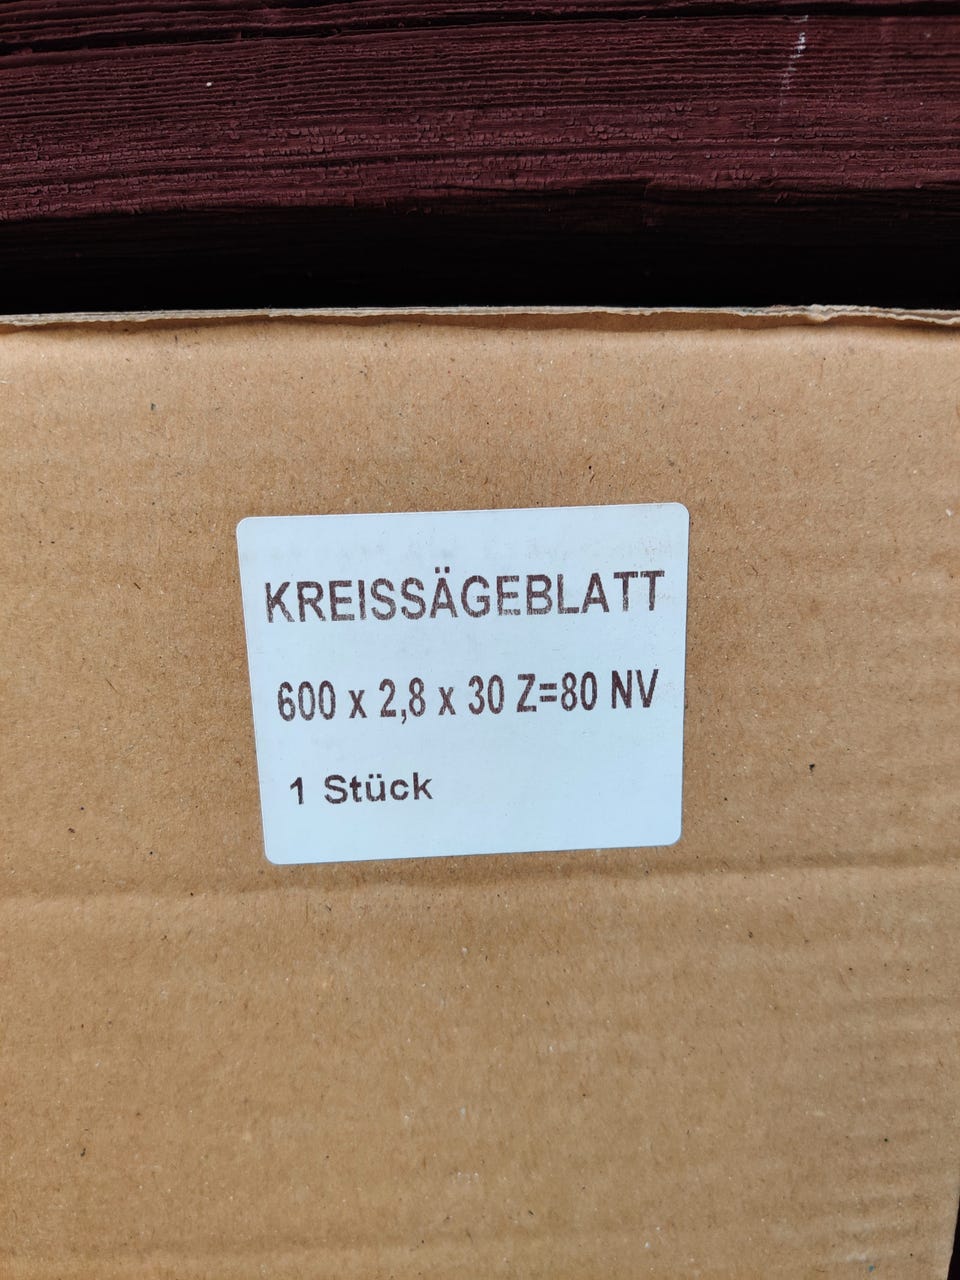 KREISSÄGEBLATT
600 x 2,8 x 30 Z=80 NV
1 Stück